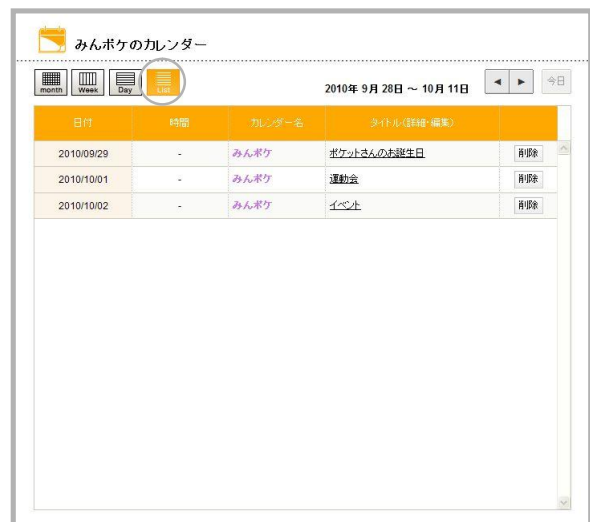 みんポケのカレンダー
month Week Day List 2010年 9月 28日 ～ 10月 11日 ◄ ► 今日
日付 時間 カレンダー名 タイトル(詳細・編集)
2010/09/29 - みんポケ ポケットさんのお誕生日 削除
2010/10/01 - みんポケ 運動会 削除
2010/10/02 - みんポケ イベント 削除